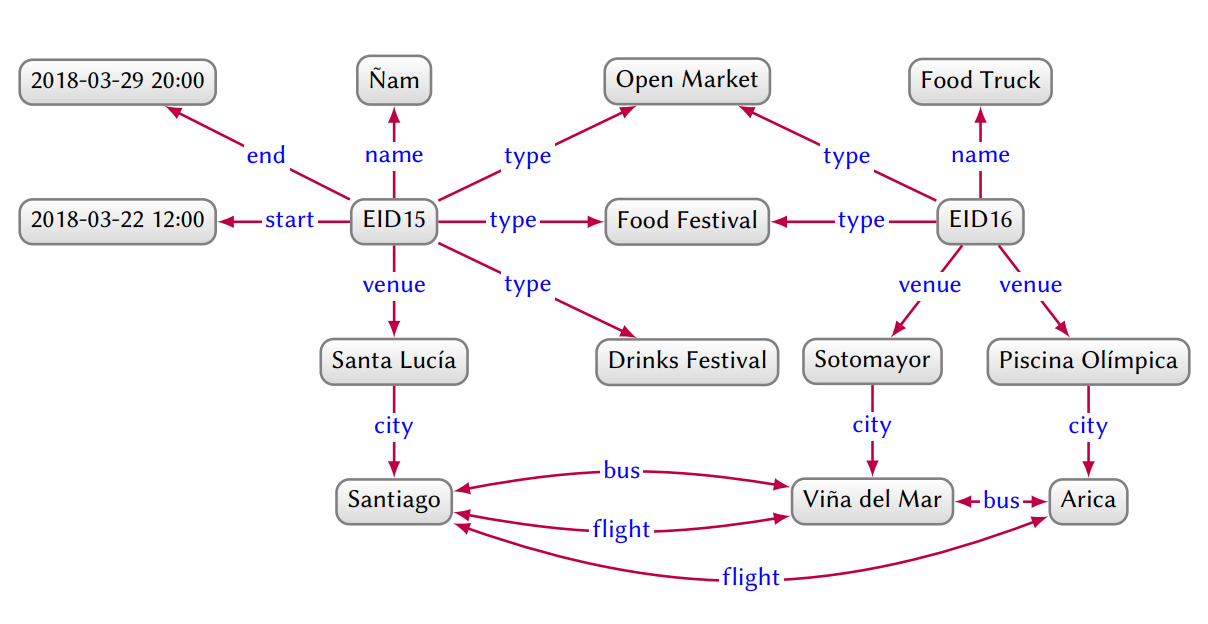 2018-03-29 20:00
Ñam
Open Market
Food Truck
end
name
type
type
name
2018-03-22 12:00
start
EID15
type
Food Festival
type
EID16
venue
type
venue
venue
Santa Lucía
Drinks Festival
Sotomayor
Piscina Olímpica
city
city
city
Santiago
bus
Viña del Mar
bus
Arica
flight
flight